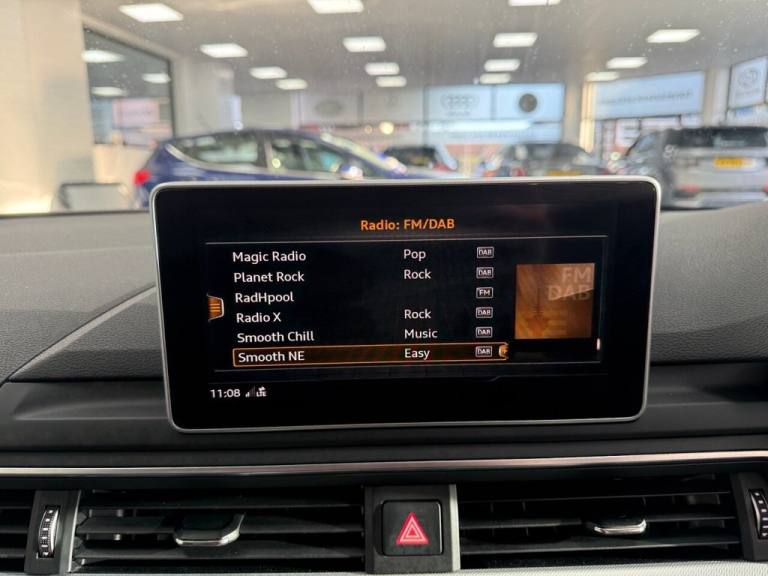 Radio: FM/DAB
Magic Radio Pop DAB
Planet Rock Rock DAB
RadHpool FM
Radio X Rock DAB
Smooth Chill Music DAB
Smooth NE Easy DAB
FM
DAB
11:08 LTE